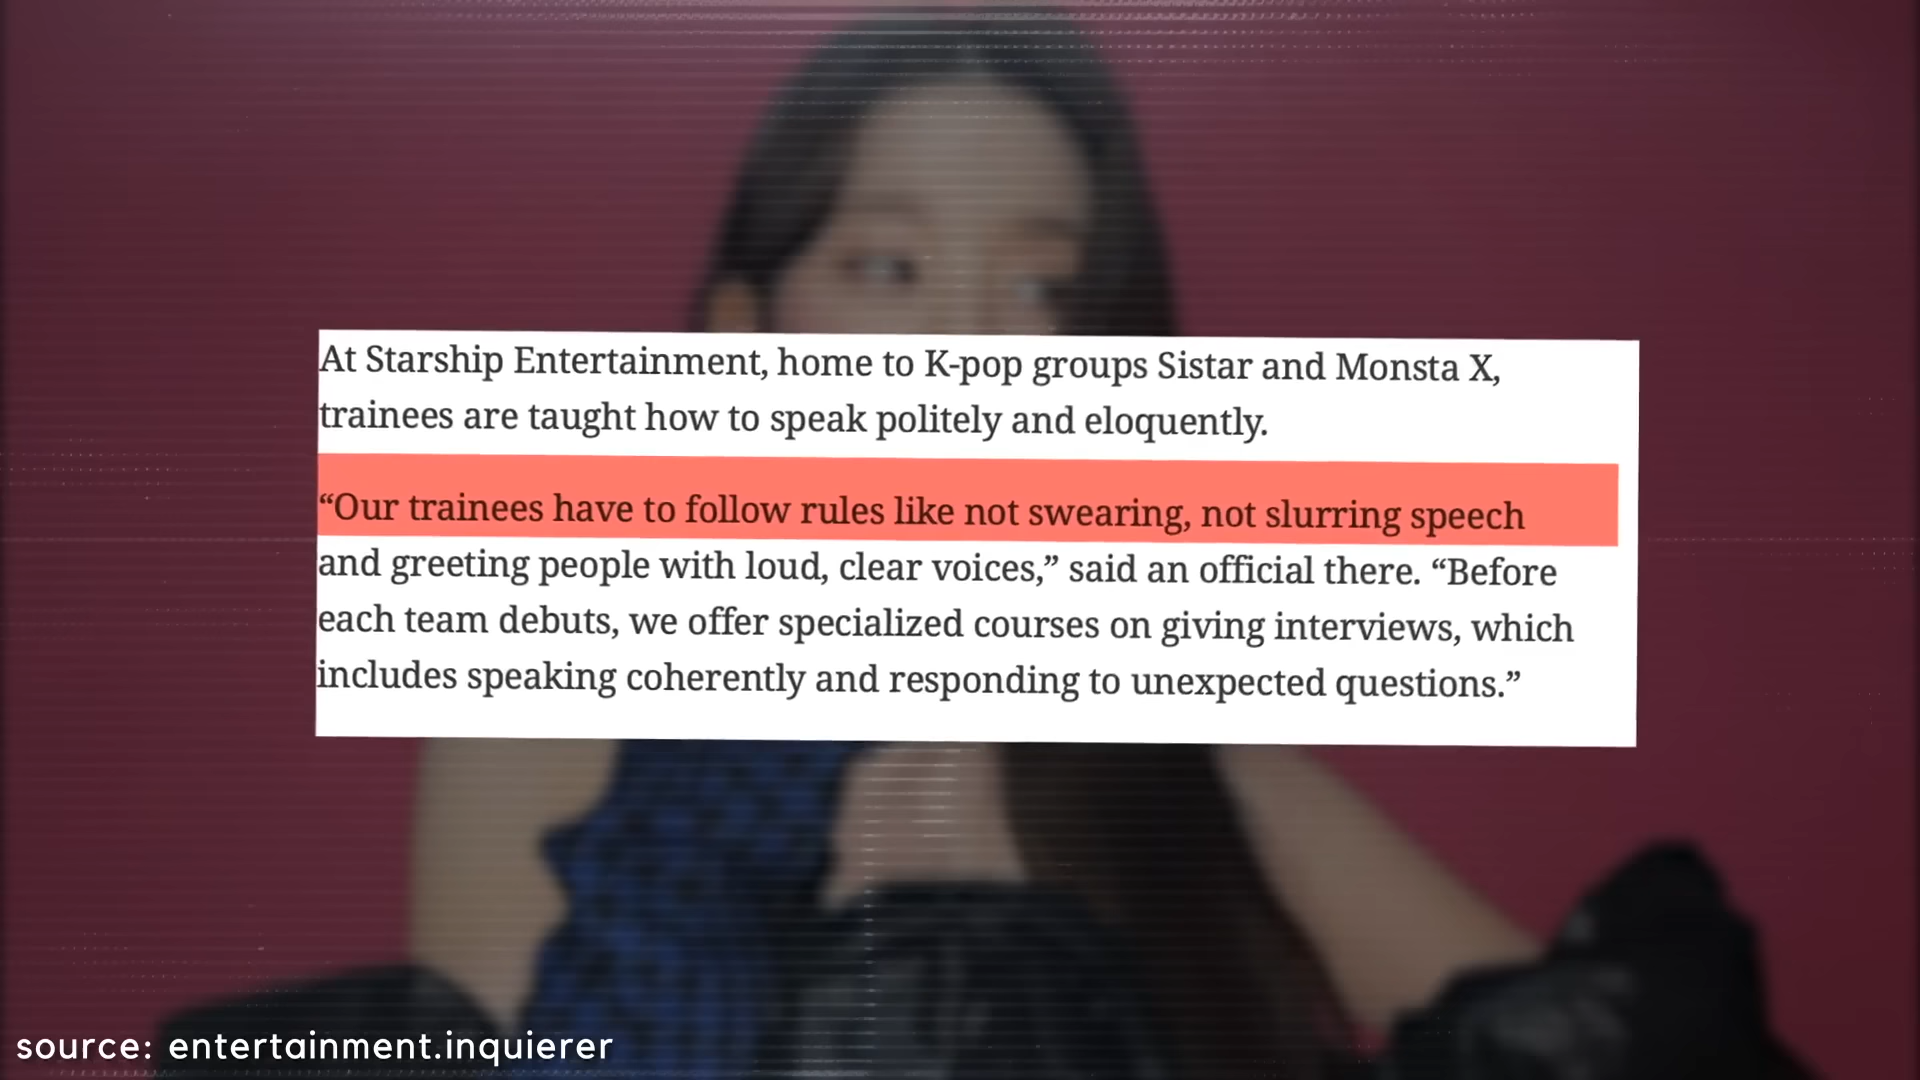 At Starship Entertainment, home to K-pop groups Sistar and Monsta X,
trainees are taught how to speak politely and eloquently.
“Our trainees have to follow rules like not swearing, not slurring speech
and greeting people with loud, clear voices,” said an official there. “Before
each team debuts, we offer specialized courses on giving interviews, which
includes speaking coherently and responding to unexpected questions.”
source: entertainment.inquierer